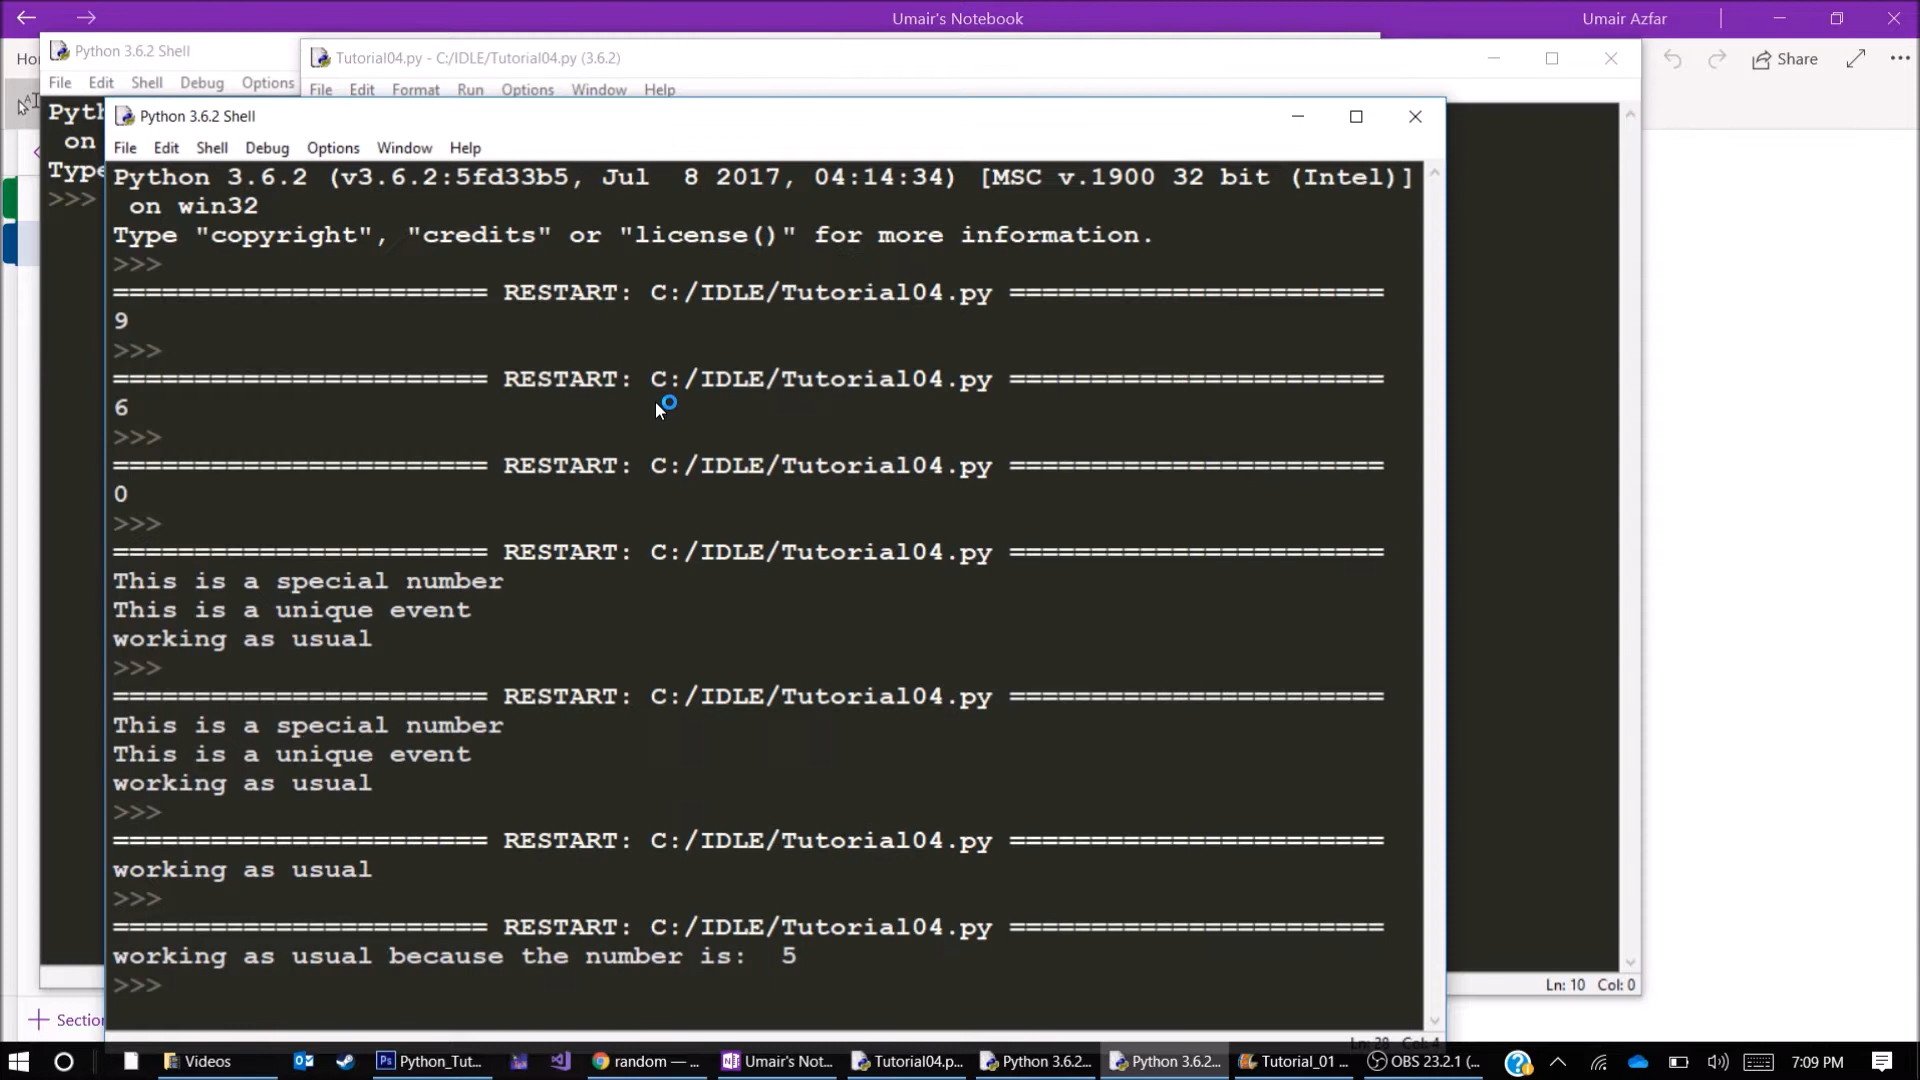 Umair's Notebook
Umair Azfar
Python 3.6.2 Shell
Tutorial04.py - C:/IDLE/Tutorial04.py (3.6.2)
Share
File Edit Shell Debug Options
File Edit Format Run Options Window Help
Python 3.6.2 Shell
File Edit Shell Debug Options Window Help
on
>>>
Python 3.6.2 (v3.6.2:5fd33b5, Jul  8 2017, 04:14:34) [MSC v.1900 32 bit (Intel)]
on win32
Type "copyright", "credits" or "license()" for more information.
>>>
======================= RESTART: C:/IDLE/Tutorial04.py =======================
9
>>>
======================= RESTART: C:/IDLE/Tutorial04.py =======================
6
>>>
======================= RESTART: C:/IDLE/Tutorial04.py =======================
0
>>>
======================= RESTART: C:/IDLE/Tutorial04.py =======================
This is a special number
This is a unique event
working as usual
>>>
======================= RESTART: C:/IDLE/Tutorial04.py =======================
This is a special number
This is a unique event
working as usual
>>>
======================= RESTART: C:/IDLE/Tutorial04.py =======================
working as usual
>>>
======================= RESTART: C:/IDLE/Tutorial04.py =======================
working as usual because the number is:  5
>>>
Ln: 10 Col: 0
Videos
Python_Tut...
random — ...
Umair's Not...
Tutorial04.p...
Python 3.6.2...
Python 3.6.2...
Tutorial_01 ...
OBS 23.2.1 (...
7:09 PM